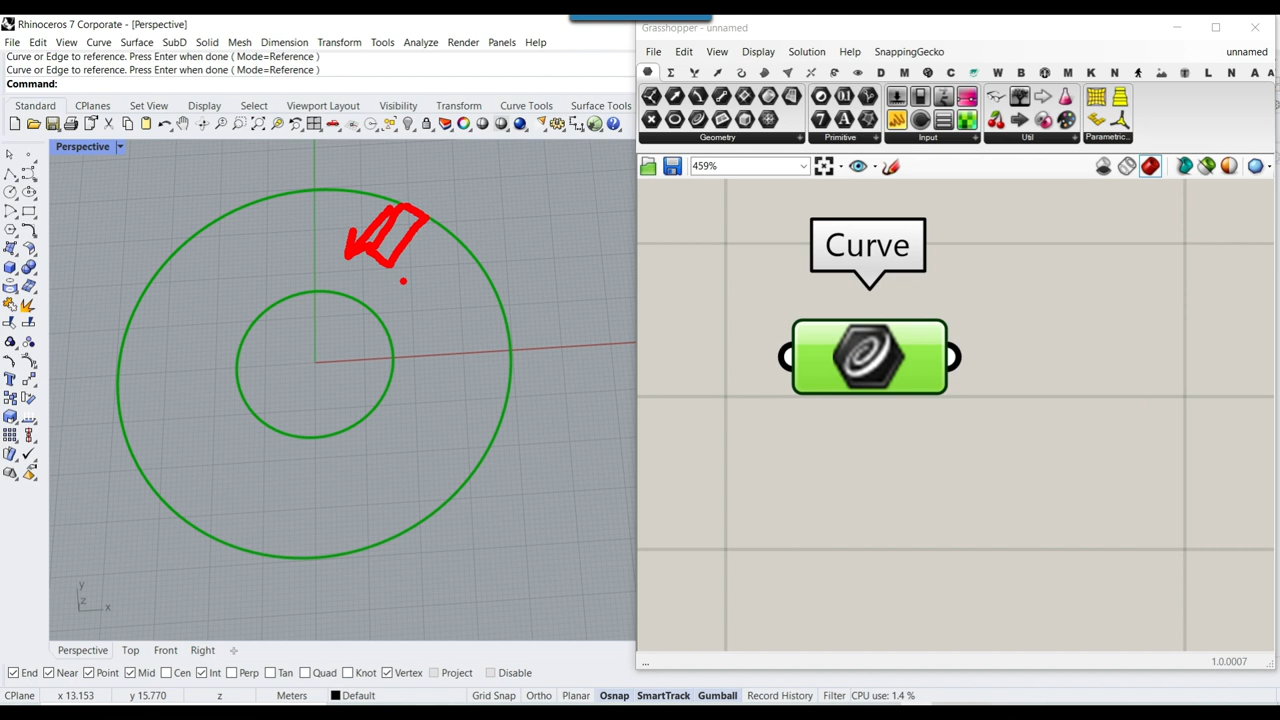 Rhinoceros 7 Corporate - [Perspective]
File Edit View Curve Surface SubD Solid Mesh Dimension Transform Tools Analyze Render Panels Help
Curve or Edge to reference. Press Enter when done ( Mode=Reference )
Curve or Edge to reference. Press Enter when done ( Mode=Reference )
Command:
Standard CPlanes Set View Display Select Viewport Layout Visibility Transform Curve Tools Surface Tools
Perspective
y
z x
Perspective Top Front Right
End Near Point Mid Cen Int Perp Tan Quad Knot Vertex Project Disable
CPlane x 13.153 y 15.770 z Meters Default Grid Snap Ortho Planar Osnap SmartTrack Gumball Record History Filter CPU use: 1.4 %
Grasshopper - unnamed
File Edit View Display Solution Help SnappingGecko unnamed
D M C W B M K N L N A A
Geometry Primitive Input Util Parametric...
459%
Curve
...
1.0.0007